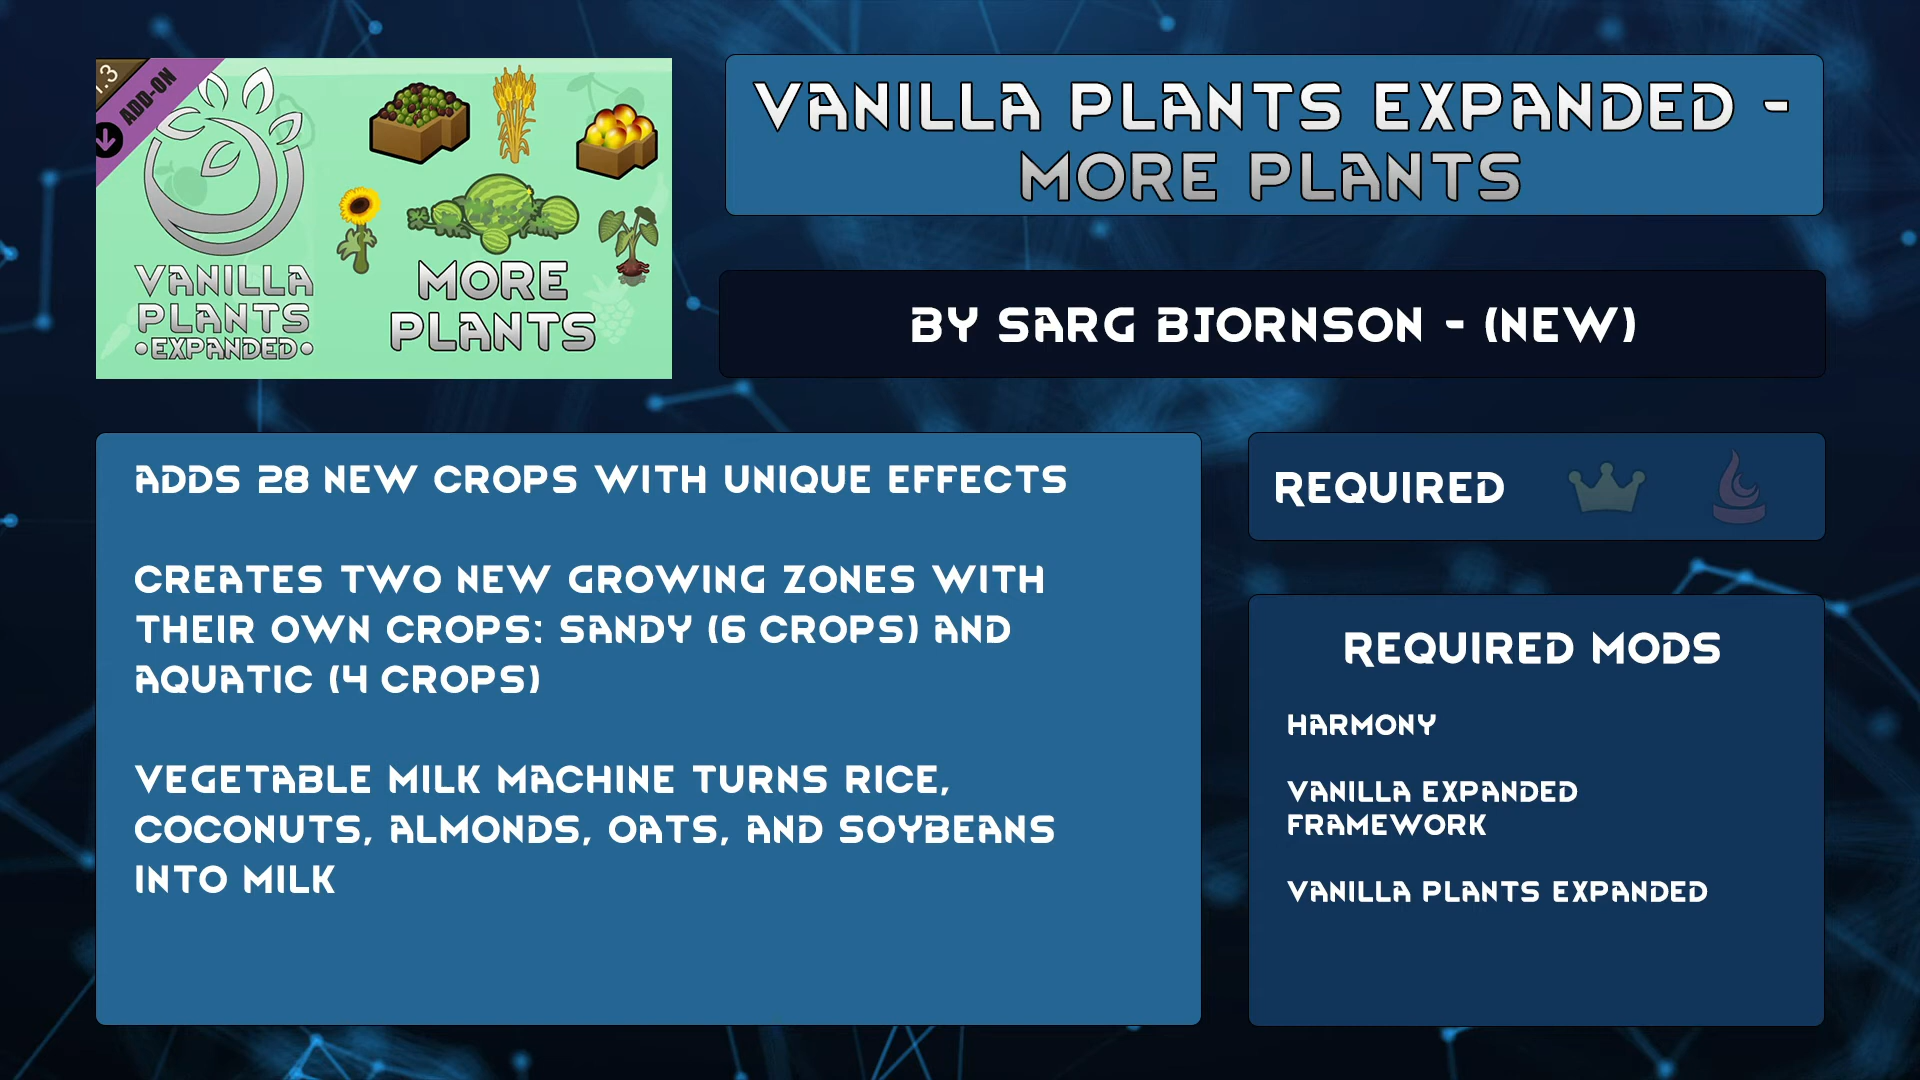 1.3
ADD-ON
VANILLA
PLANTS
•EXPANDED•
MORE
PLANTS
VANILLA PLANTS EXPANDED -
MORE PLANTS
BY SARG BJORNSON - (NEW)
ADDS 28 NEW CROPS WITH UNIQUE EFFECTS
CREATES TWO NEW GROWING ZONES WITH
THEIR OWN CROPS: SANDY (6 CROPS) AND
AQUATIC (4 CROPS)
VEGETABLE MILK MACHINE TURNS RICE,
COCONUTS, ALMONDS, OATS, AND SOYBEANS
INTO MILK
REQUIRED
REQUIRED MODS
HARMONY
VANILLA EXPANDED
FRAMEWORK
VANILLA PLANTS EXPANDED